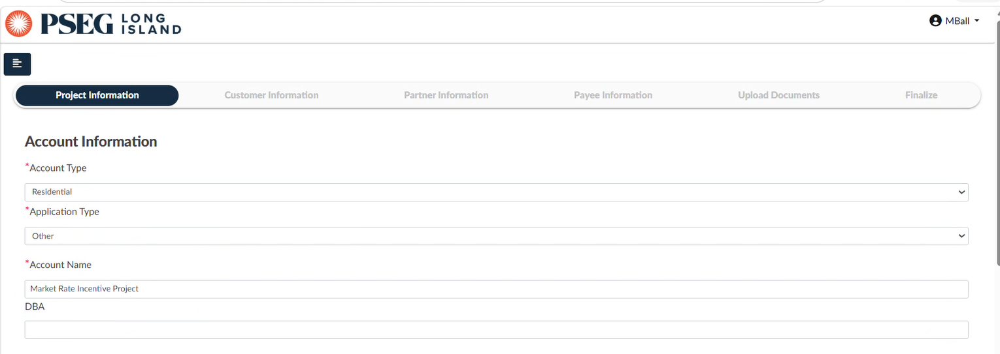 PSEG LONG ISLAND
MBall
Project Information Customer Information Partner Information Payee Information Upload Documents Finalize
Account Information
*Account Type
Residential
*Application Type
Other
*Account Name
Market Rate Incentive Project
DBA